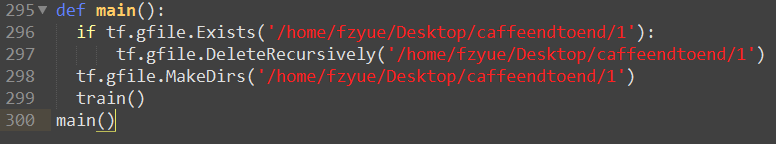 295 def main():
296 if tf.gfile.Exists('/home/fzyue/Desktop/caffeendtoend/1'):
297 tf.gfile.DeleteRecursively('/home/fzyue/Desktop/caffeendtoend/1')
298 tf.gfile.MakeDirs('/home/fzyue/Desktop/caffeendtoend/1')
299 train()
300 main()